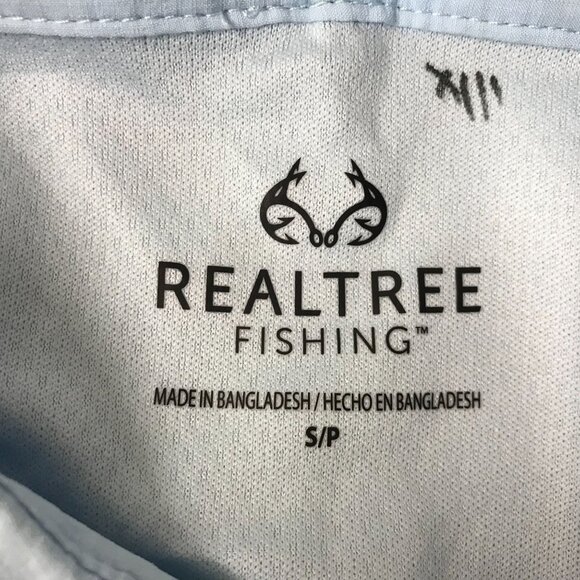 REALTREE
FISHING™
MADE IN BANGLADESH / HECHO EN BANGLADESH
S/P